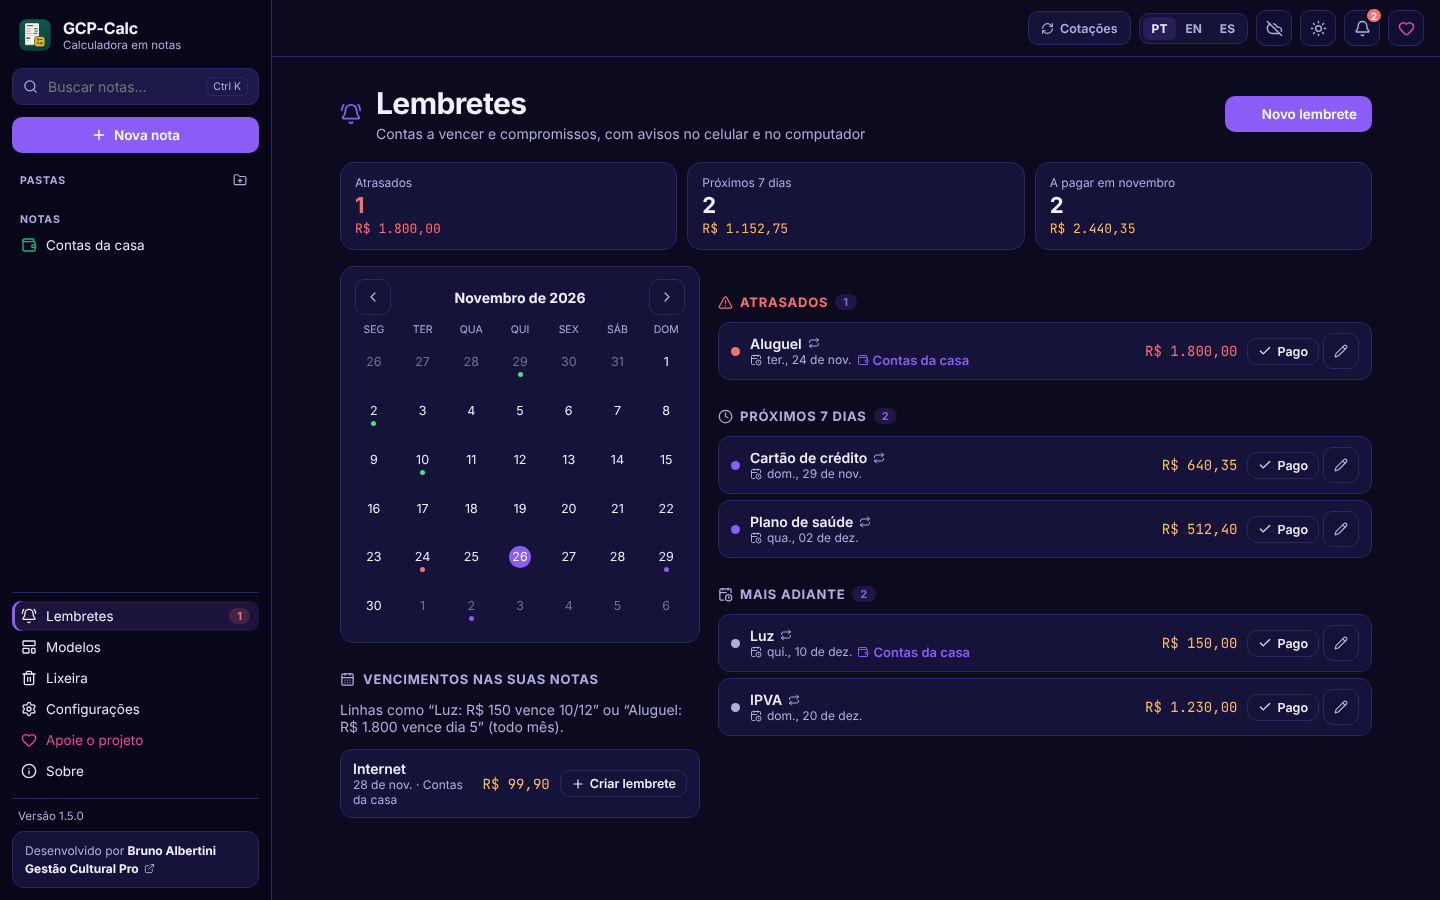 GCP-Calc
Calculadora em notas
Buscar notas...
Ctrl K
Nova nota
PASTAS
NOTAS
Contas da casa
Lembretes
1
Modelos
Lixeira
Configurações
Apoie o projeto
Sobre
Versão 1.5.0
Desenvolvido por Bruno Albertini
Gestão Cultural Pro
Cotações
PT EN ES
2
Lembretes
Contas a vencer e compromissos, com avisos no celular e no computador
Novo lembrete
Atrasados
1
R$ 1.800,00
Próximos 7 dias
2
R$ 1.152,75
A pagar em novembro
2
R$ 2.440,35
Novembro de 2026
SEG TER QUA QUI SEX SÁB DOM
26 27 28 29 30 31 1
2 3 4 5 6 7 8
9 10 11 12 13 14 15
16 17 18 19 20 21 22
23 24 25 26 27 28 29
30 1 2 3 4 5 6
VENCIMENTOS NAS SUAS NOTAS
Linhas como “Luz: R$ 150 vence 10/12” ou “Aluguel:
R$ 1.800 vence dia 5” (todo mês).
Internet
28 de nov. · Contas
da casa
R$ 99,90
Criar lembrete
ATRASADOS 1
Aluguel
ter., 24 de nov. Contas da casa
R$ 1.800,00
Pago
PRÓXIMOS 7 DIAS 2
Cartão de crédito
dom., 29 de nov.
R$ 640,35
Pago
Plano de saúde
qua., 02 de dez.
R$ 512,40
Pago
MAIS ADIANTE 2
Luz
qui., 10 de dez. Contas da casa
R$ 150,00
Pago
IPVA
dom., 20 de dez.
R$ 1.230,00
Pago